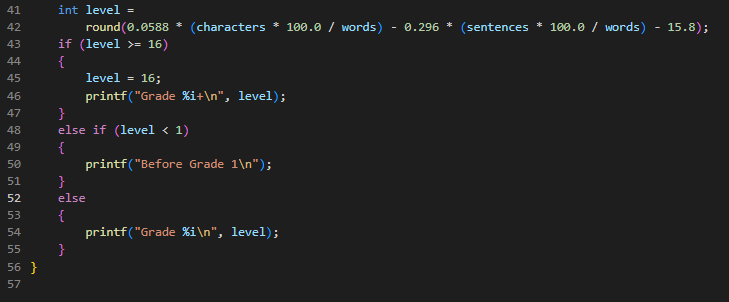 41 int level =
42 round(0.0588 * (characters * 100.0 / words) - 0.296 * (sentences * 100.0 / words) - 15.8);
43 if (level >= 16)
44 {
45 level = 16;
46 printf("Grade %i+\n", level);
47 }
48 else if (level < 1)
49 {
50 printf("Before Grade 1\n");
51 }
52 else
53 {
54 printf("Grade %i\n", level);
55 }
56 }
57